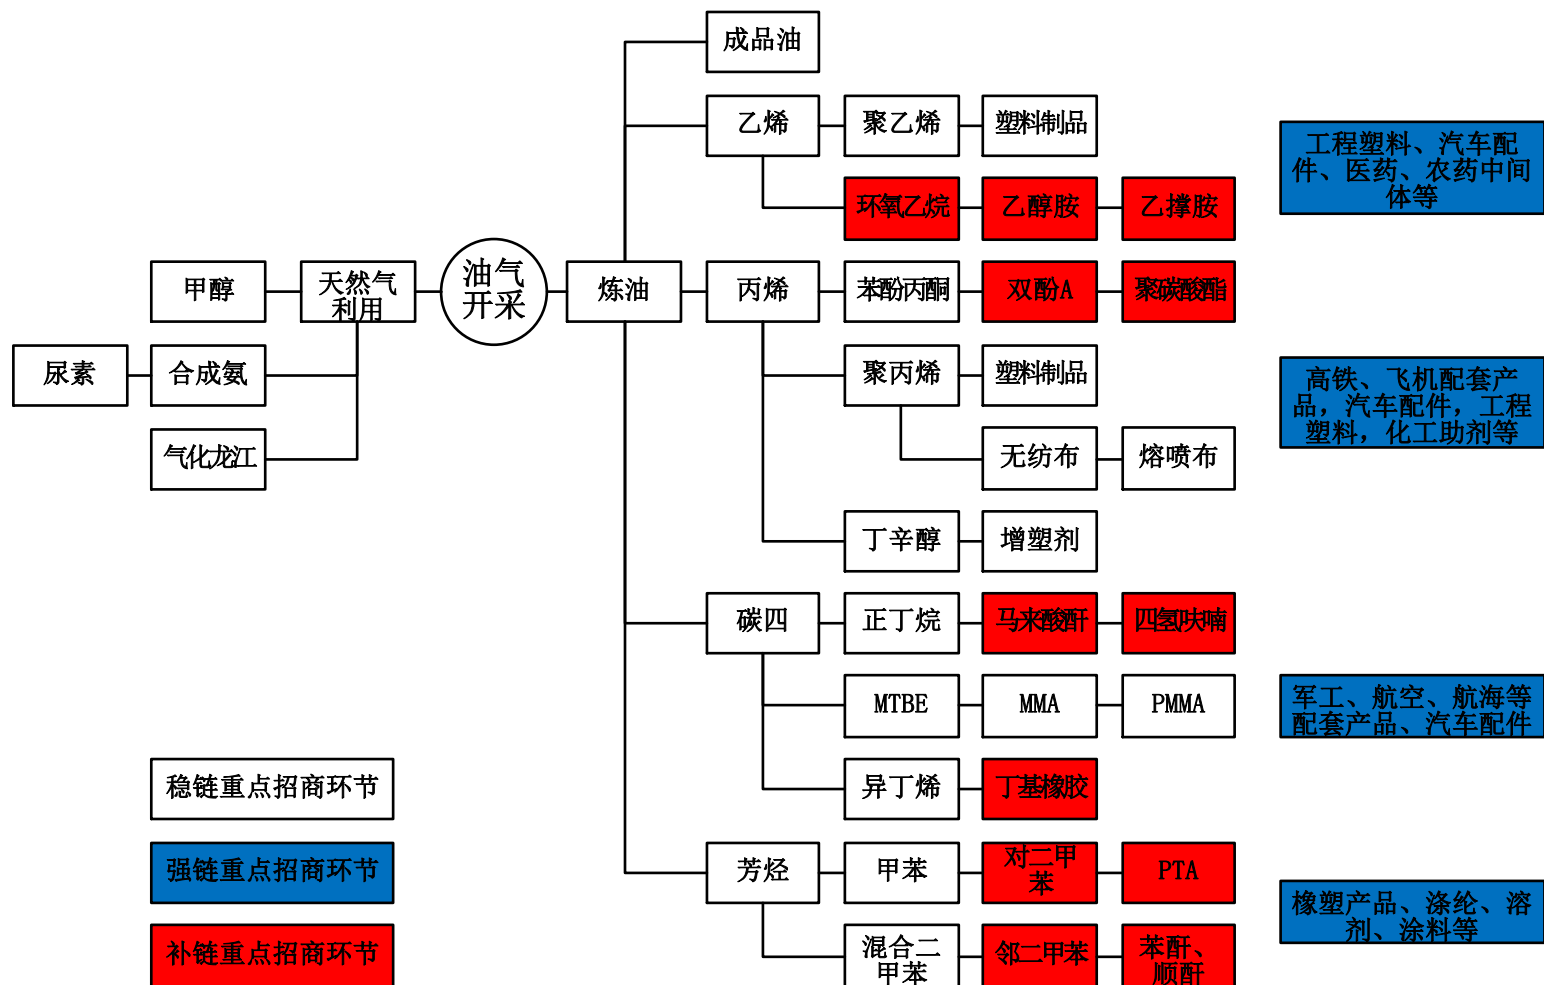 成品油
乙烯
聚乙烯
塑料制品
工程塑料、汽车配
件、医药、农药中间
体等
环氧乙烷
乙醇胺
乙撑胺
甲醇
天然气
利用
油气
开采
炼油
丙烯
苯酚丙酮
双酚A
聚碳酸酯
尿素
合成氨
聚丙烯
塑料制品
高铁、飞机配套产
品，汽车配件，工程
塑料，化工助剂等
气化龙江
无纺布
熔喷布
丁辛醇
增塑剂
碳四
正丁烷
马来酸酐
四氢呋喃
MTBE
MMA
PMMA
军工、航空、航海等
配套产品、汽车配件
稳链重点招商环节
异丁烯
丁基橡胶
强链重点招商环节
芳烃
甲苯
对二甲
苯
PTA
橡塑产品、涤纶、溶
剂、涂料等
补链重点招商环节
混合二
甲苯
邻二甲苯
苯酐、
顺酐